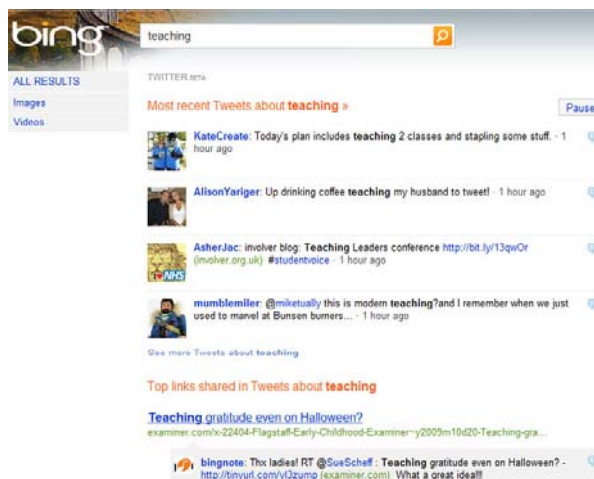 bing
teaching
ALL RESULTS
Images
Videos
TWITTER BETA
Most recent Tweets about teaching »
Pause
KateCreate: Today's plan includes teaching 2 classes and stapling some stuff. · 1
hour ago
AlisonYariger: Up drinking coffee teaching my husband to tweet! · 1 hour ago
AsherJac: involver blog: Teaching Leaders conference http://bit.ly/13qwOr
(involver.org.uk) #studentvoice · 1 hour ago
NHS
mumblemiler: @miketually this is modern teaching?and I remember when we just
used to marvel at Bunsen burners... · 1 hour ago
See more Tweets about teaching
Top links shared in Tweets about teaching
Teaching gratitude even on Halloween?
examiner.com/x-22404-Flagstaff-Early-Childhood-Examiner~y2009m10d20-Teaching-gra...
bingnote: Thx ladies! RT @SueScheff : Teaching gratitude even on Halloween? -
http://tinyurl.com/yl3zump (examiner.com) What a great idea!!!